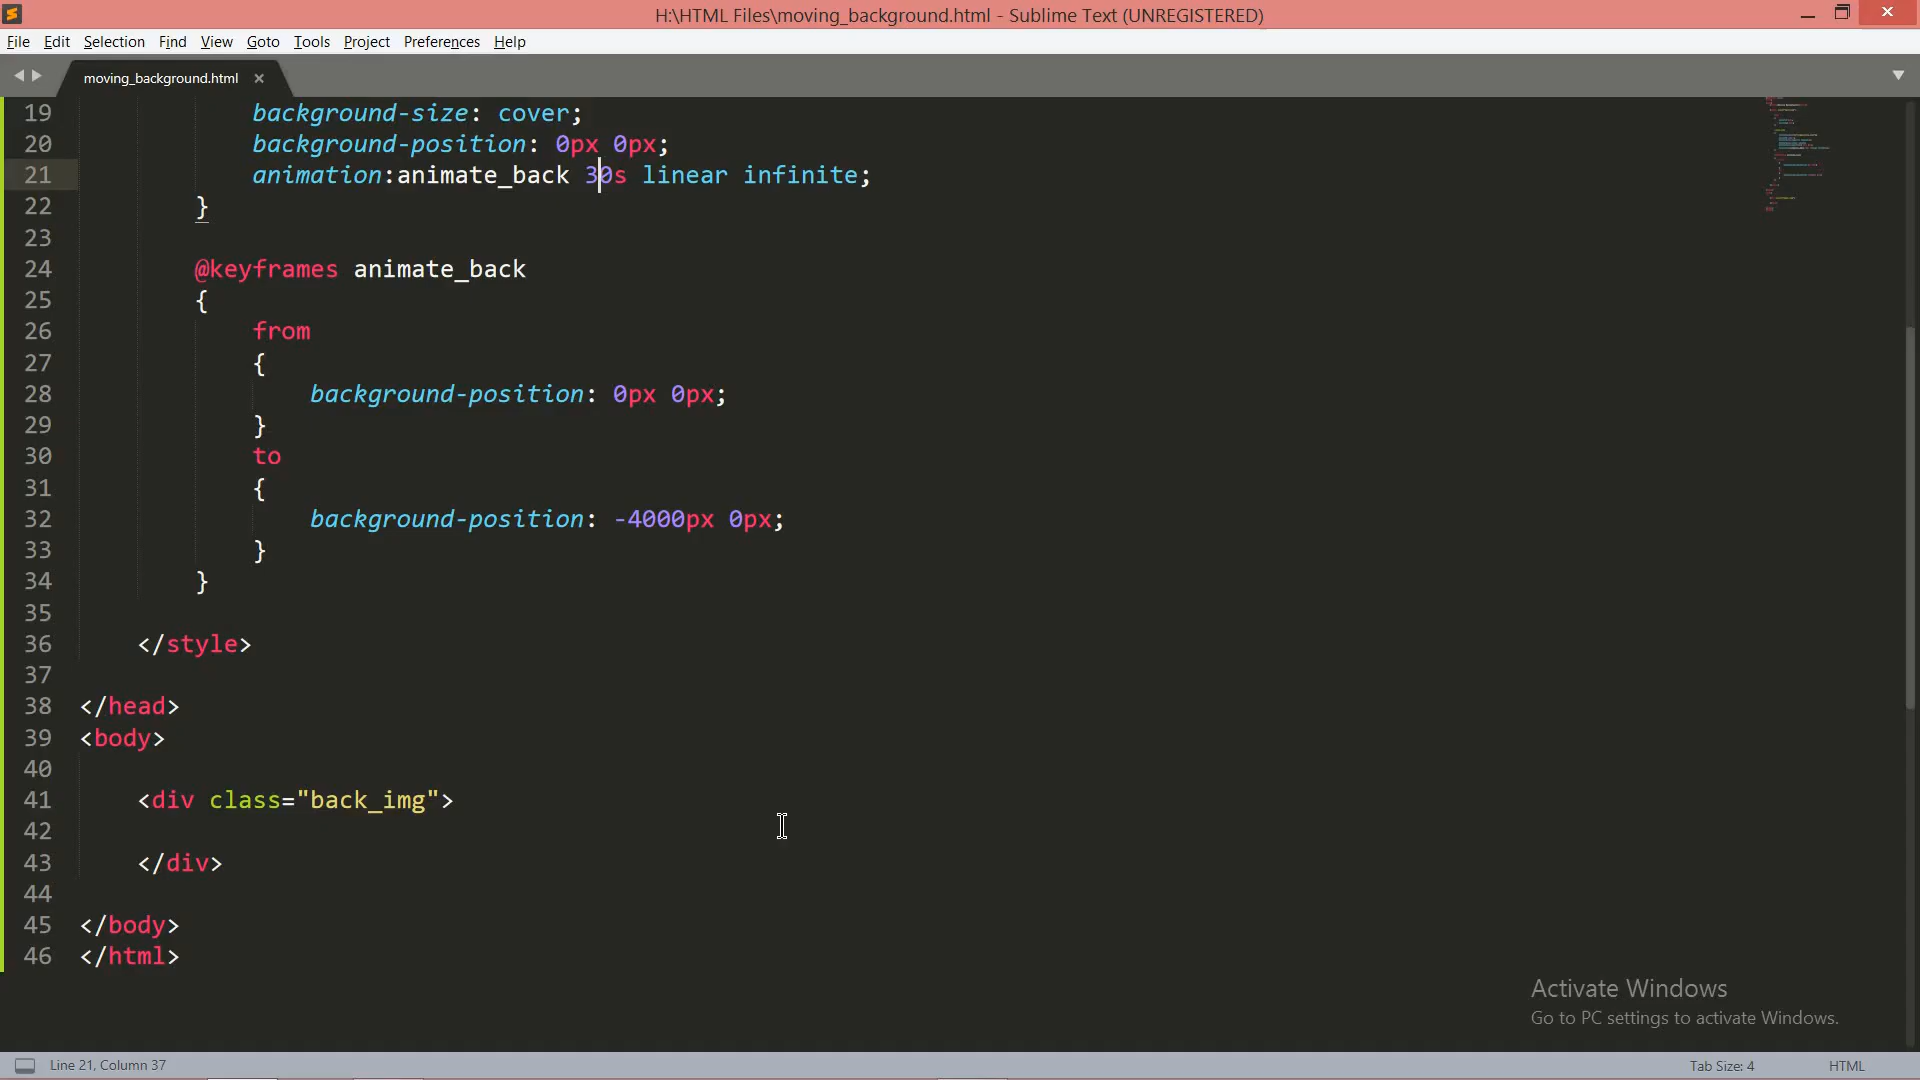 H:\HTML Files\moving_background.html - Sublime Text (UNREGISTERED)
File Edit Selection Find View Goto Tools Project Preferences Help
moving_background.html
19 background-size: cover;
20 background-position: 0px 0px;
21 animation:animate_back 30s linear infinite;
22 }
23
24 @keyframes animate_back
25 {
26 from
27 {
28 background-position: 0px 0px;
29 }
30 to
31 {
32 background-position: -4000px 0px;
33 }
34 }
35
36 </style>
37
38 </head>
39 <body>
40
41 <div class="back_img">
42
43 </div>
44
45 </body>
46 </html>
Activate Windows
Go to PC settings to activate Windows.
Line 21, Column 37
Tab Size: 4
HTML